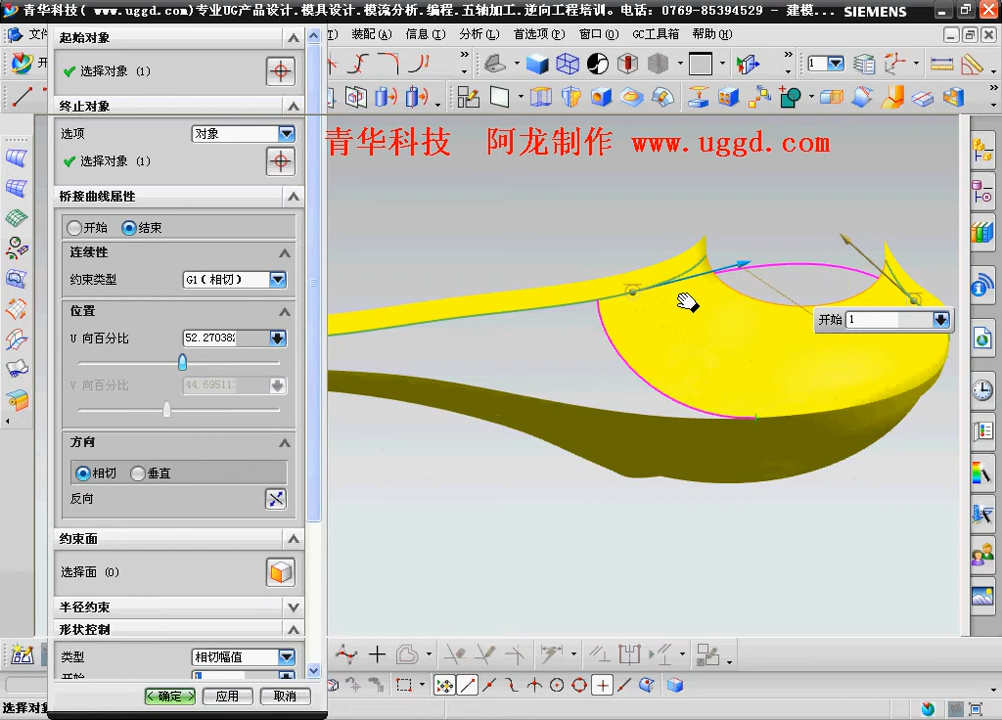 青华科技( www.uggd.com)专业UG产品设计.模具设计.模流分析.编程.五轴加工.逆向工程培训。电话：0769-85394529 - 建模... SIEMENS
装配(A) 信息(I) 分析(L) 首选项(P) 窗口(O) GC工具箱 帮助(H)
起始对象
选择对象 (1)
终止对象
选项 对象
选择对象 (1)
桥接曲线属性
开始 结束
连续性
约束类型 G1(相切)
位置
U 向百分比 52.270382
V 向百分比 44.69511
方向
相切 垂直
反向
约束面
选择面 (0)
半径约束
形状控制
类型 相切幅值
开始
确定 应用 取消
青华科技 阿龙制作 www.uggd.com
开始 1
1